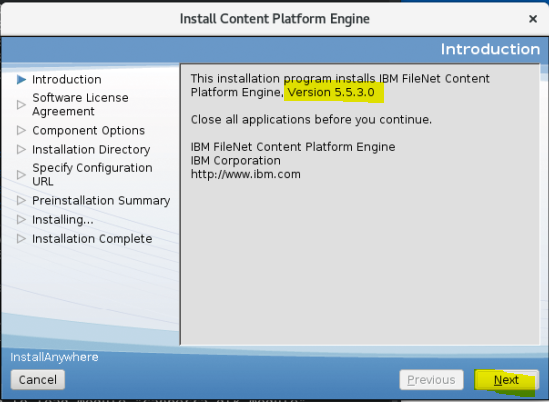 Install Content Platform Engine
×
Introduction
Introduction
Software License
Agreement
Component Options
Installation Directory
Specify Configuration
URL
Preinstallation Summary
Installing...
Installation Complete
This installation program installs IBM FileNet Content
Platform Engine, Version 5.5.3.0
Close all applications before you continue.
IBM FileNet Content Platform Engine
IBM Corporation
http://www.ibm.com
InstallAnywhere
Cancel
Previous
Next